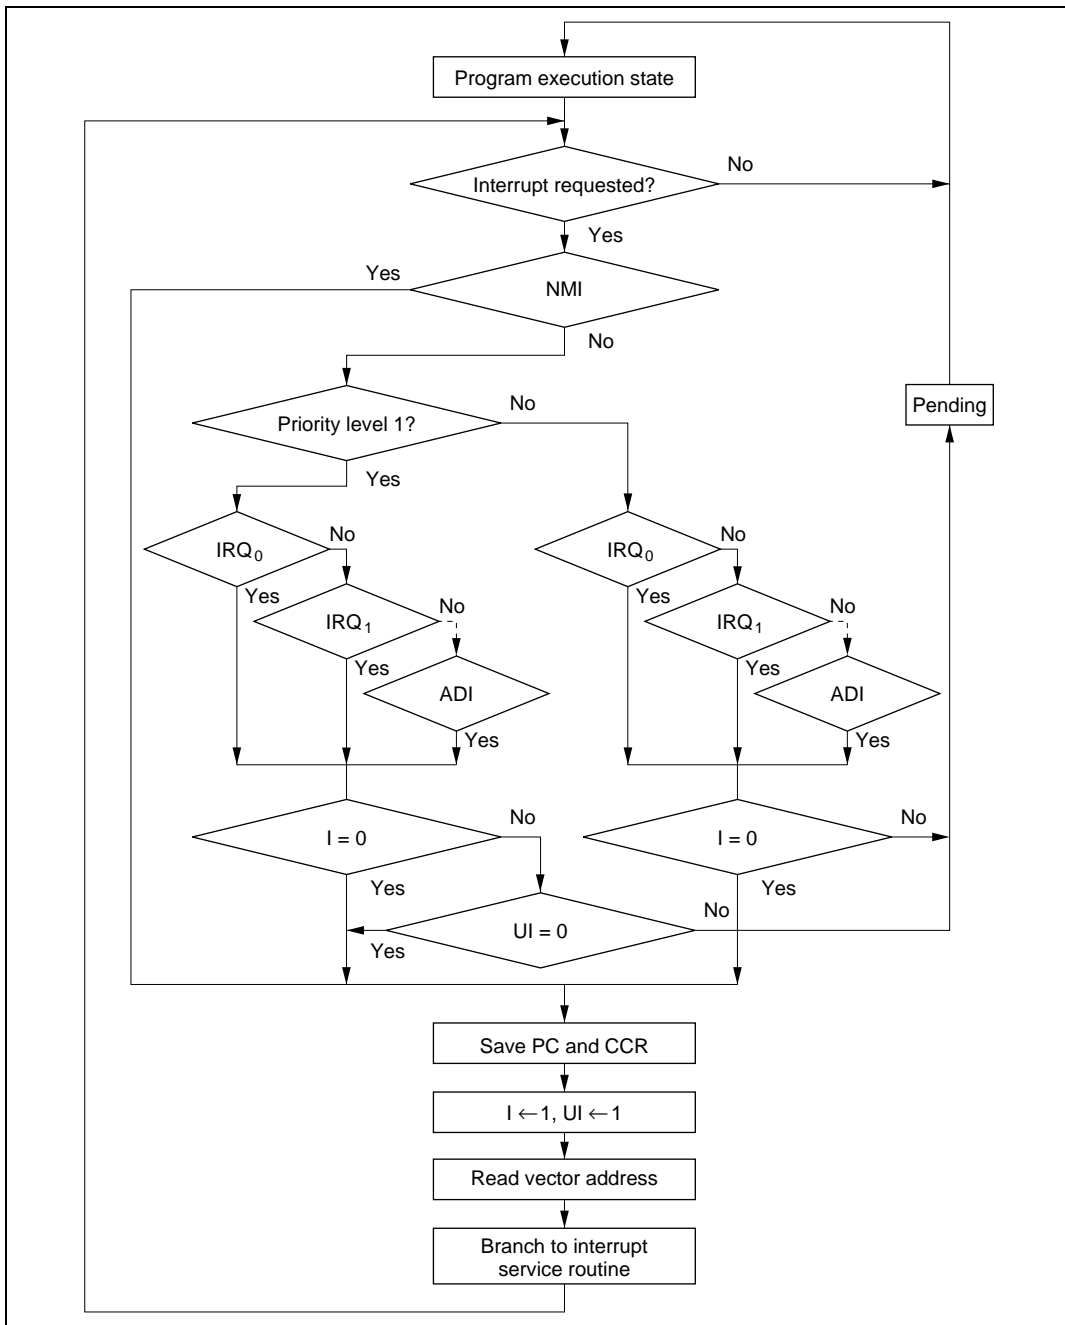 Program execution state
No
Interrupt requested?
Yes
Yes
NMI
No
Pending
No
Priority level 1?
Yes
No
No
IRQ0
IRQ0
Yes
No
Yes
No
IRQ1
IRQ1
Yes
Yes
ADI
ADI
Yes
Yes
No
No
I = 0
I = 0
Yes
Yes
No
UI = 0
Yes
Save PC and CCR
I ← 1, UI ← 1
Read vector address
Branch to interrupt
service routine